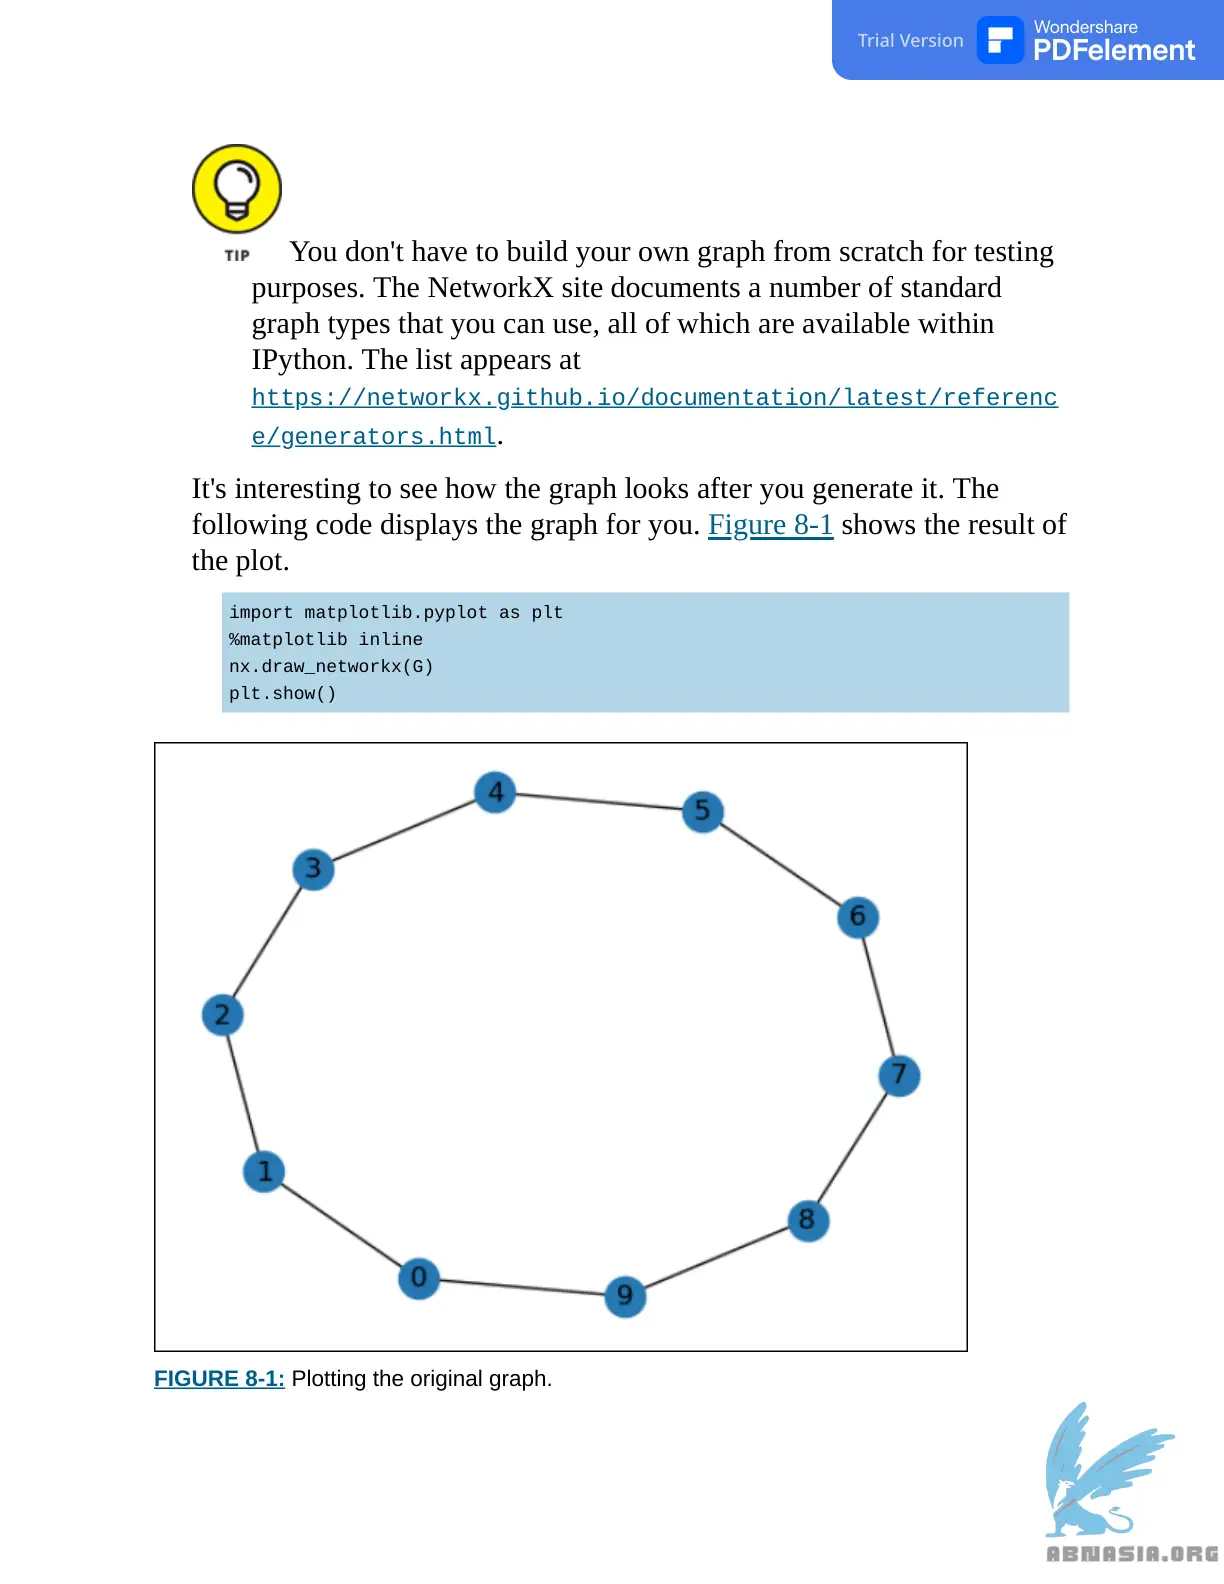 Trial Version
Wondershare
PDFelement
TIP
You don't have to build your own graph from scratch for testing
purposes. The NetworkX site documents a number of standard
graph types that you can use, all of which are available within
IPython. The list appears at
https://networkx.github.io/documentation/latest/referenc
e/generators.html.
It's interesting to see how the graph looks after you generate it. The
following code displays the graph for you. Figure 8-1 shows the result of
the plot.
import matplotlib.pyplot as plt
%matplotlib inline
nx.draw_networkx(G)
plt.show()
4
5
3
6
2
7
1
8
0
9
FIGURE 8-1: Plotting the original graph.
ABNASIA.ORG